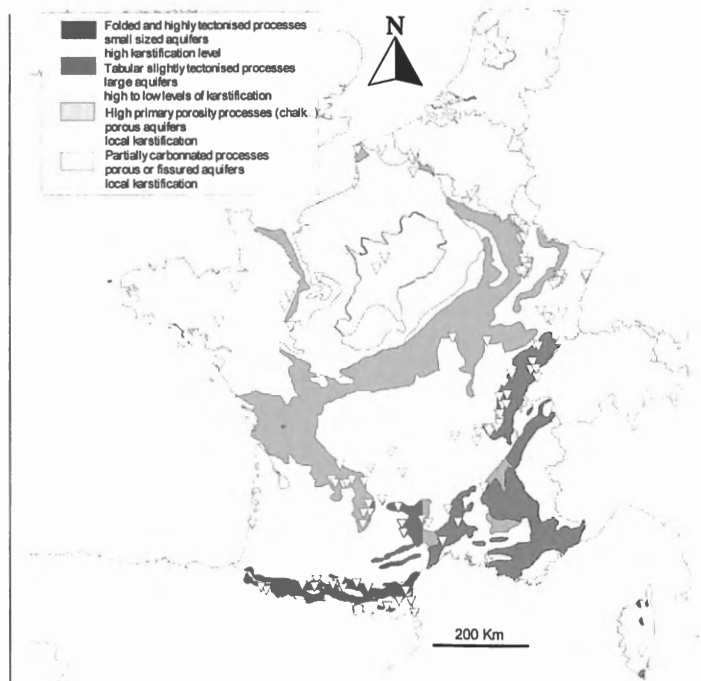 Folded and highly tectonised processes
small sized aquifers
high karstification level
Tabular slightly tectonised processes
large aquifers
high to low levels of karstification
High primary porosity processes (chalk
porous aquifers
local karstification
Partially carbonnated processes
porous or fissured aquifers
local karstification
N
200 Km